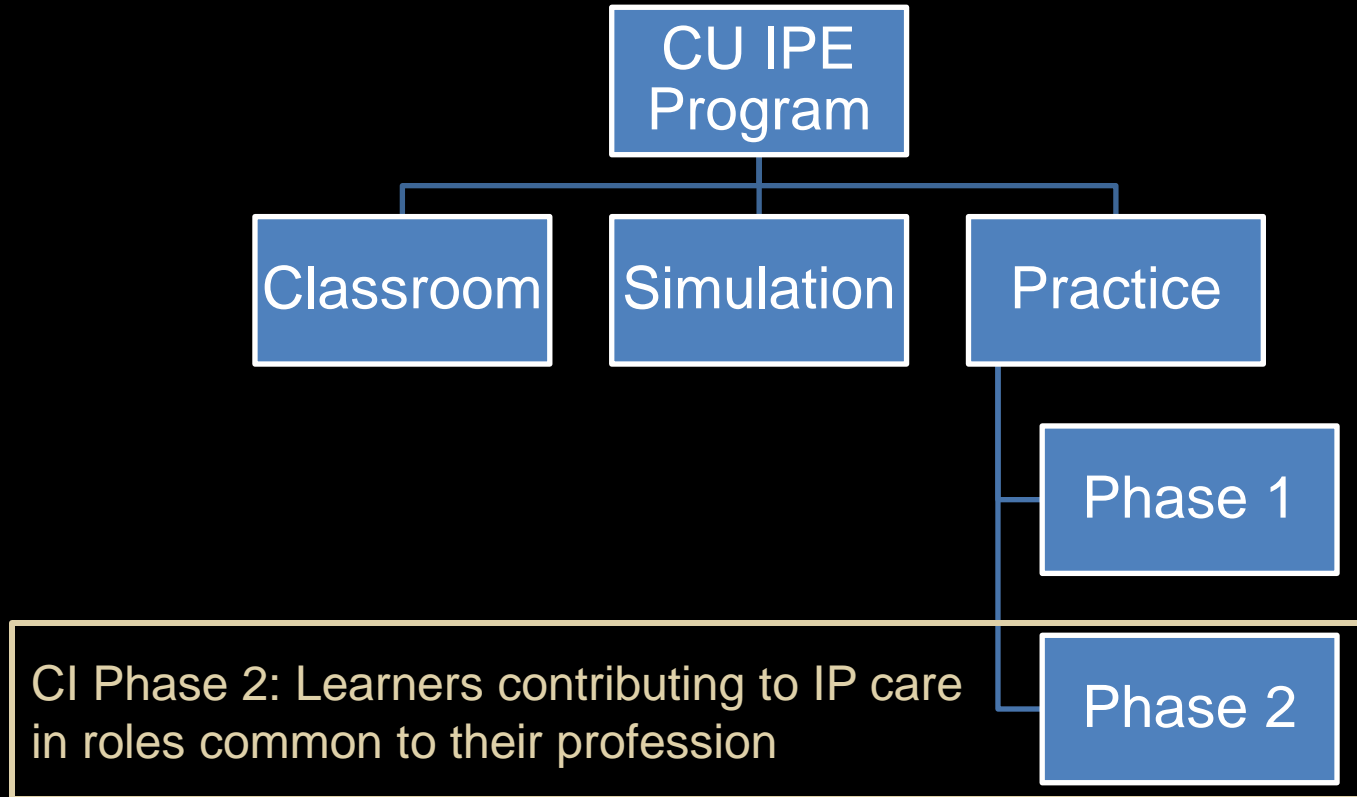 CU IPE
Program
Classroom
Simulation
Practice
Phase 1
CI Phase 2: Learners contributing to IP care
in roles common to their profession
Phase 2